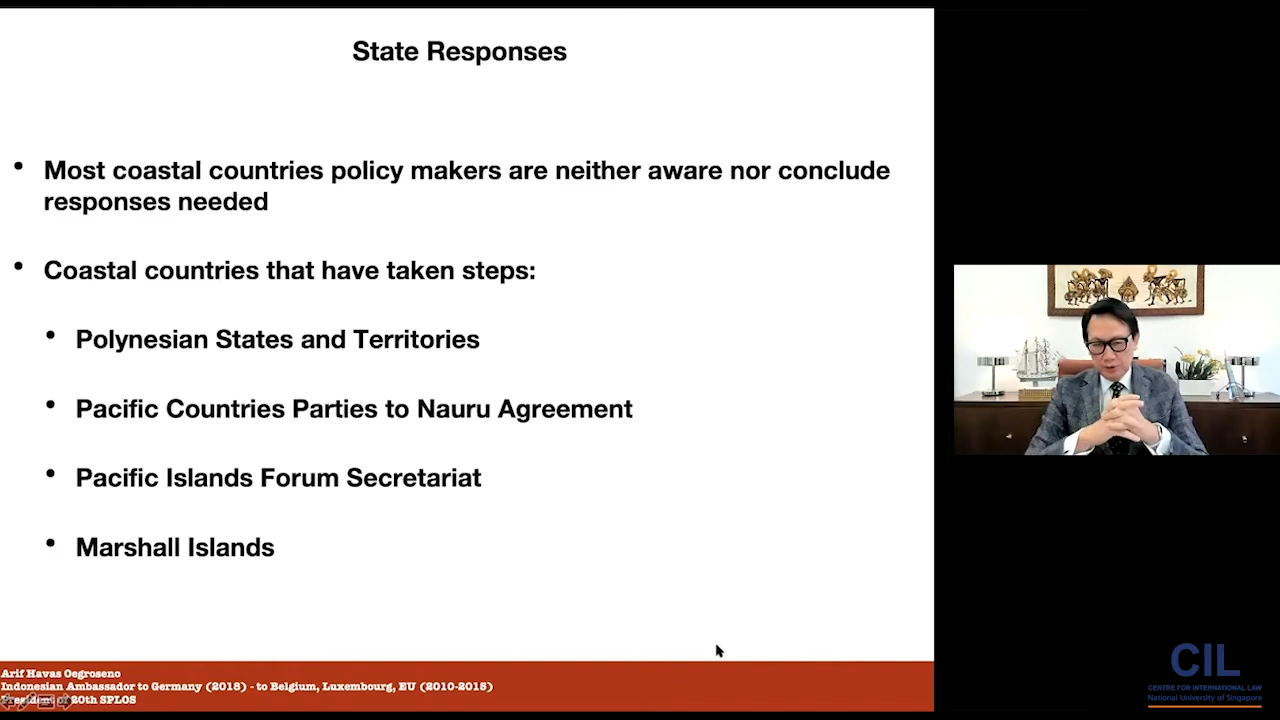 State Responses
• Most coastal countries policy makers are neither aware nor conclude
responses needed
• Coastal countries that have taken steps:
• Polynesian States and Territories
• Pacific Countries Parties to Nauru Agreement
• Pacific Islands Forum Secretariat
• Marshall Islands
Arif Havas Oegroseno
Indonesian Ambassador to Germany (2018) - to Belgium, Luxembourg, EU (2010-2015)
President of 20th SPLOS
CIL
CENTRE FOR INTERNATIONAL LAW
National University of Singapore